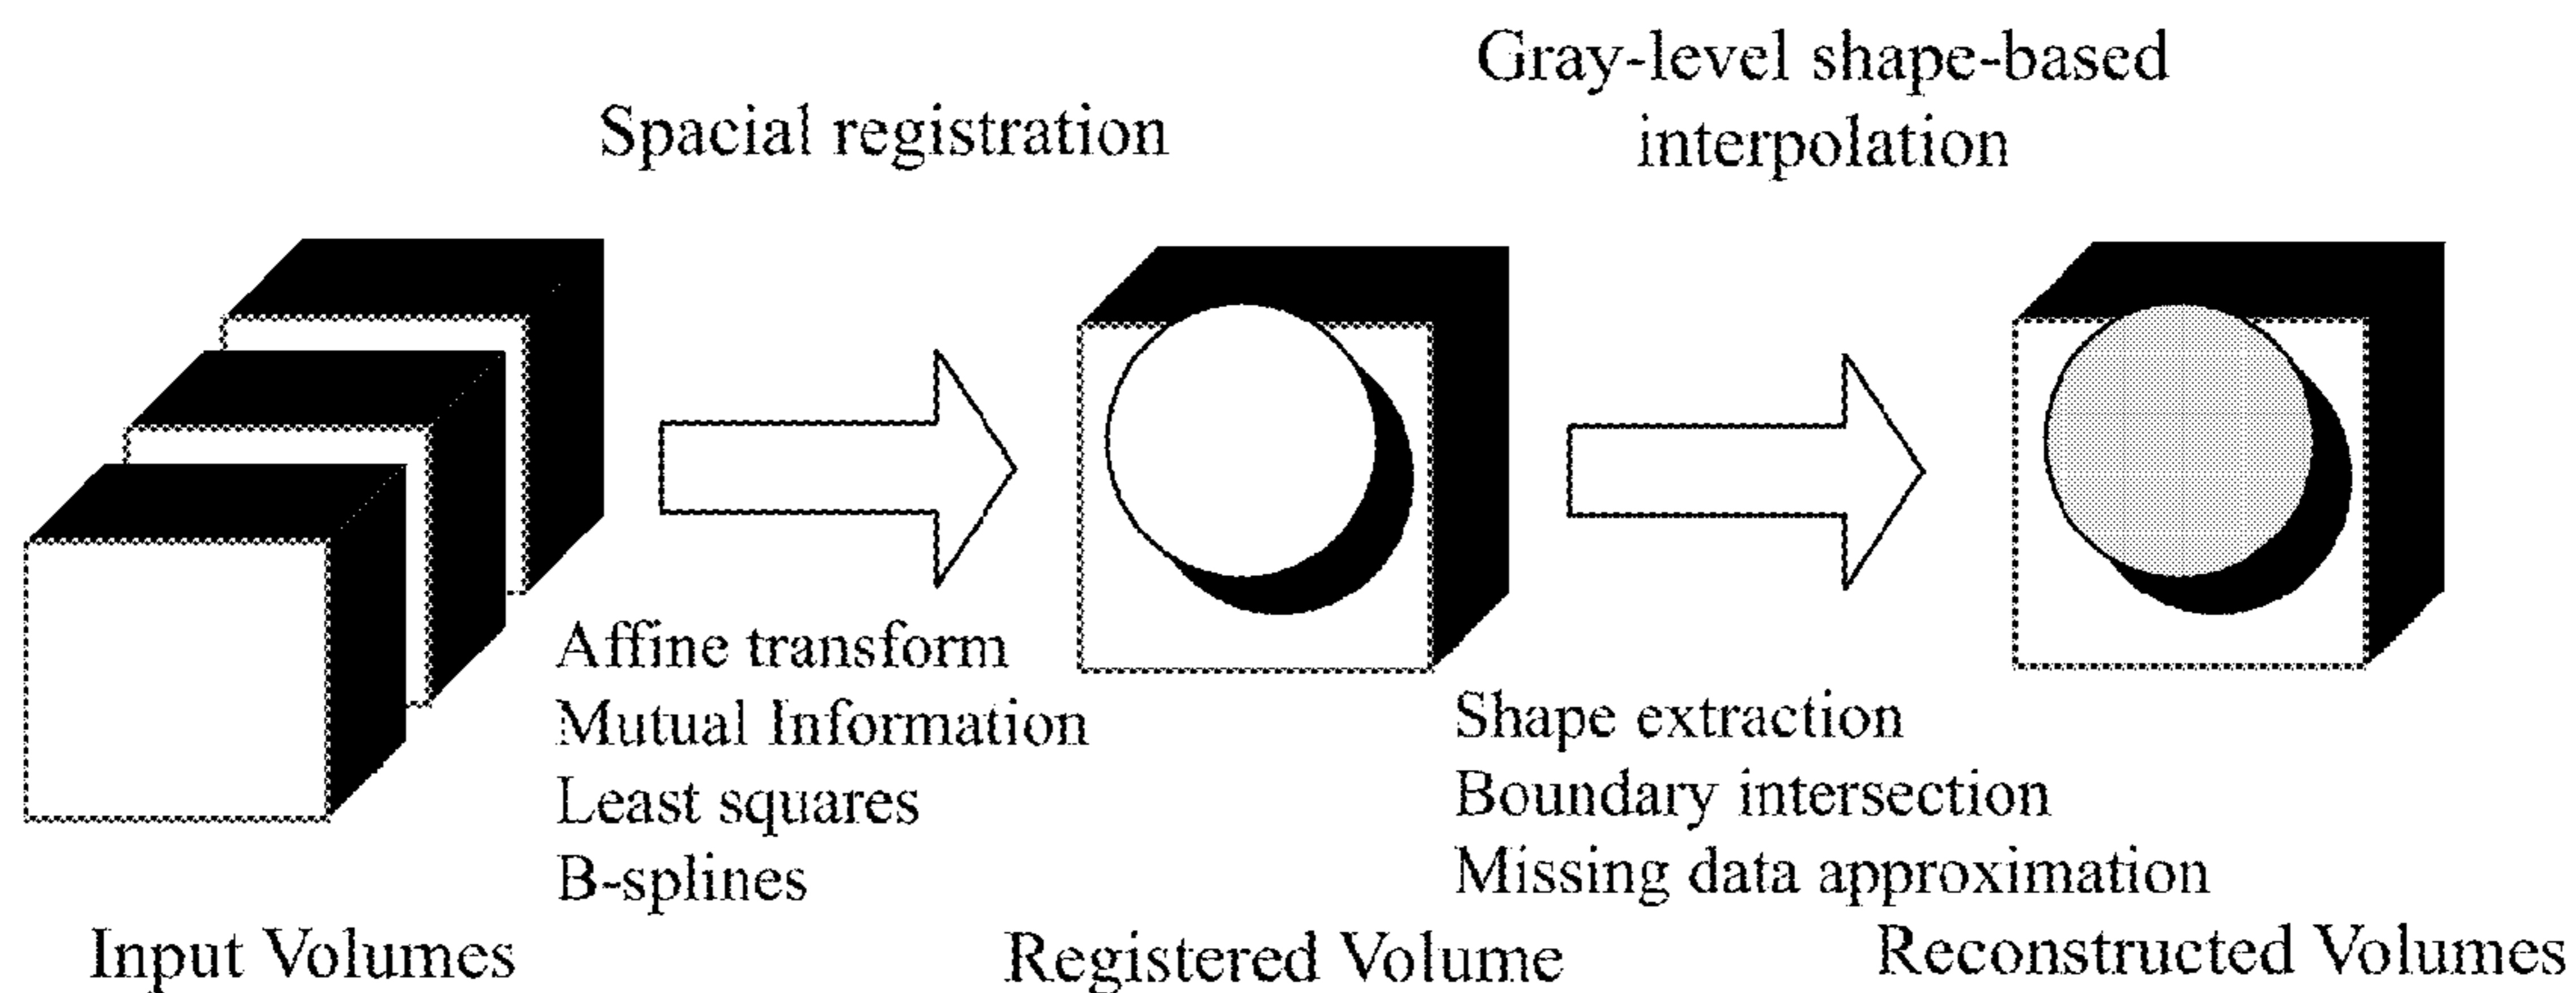 Spacial registration
Gray-level shape-based
interpolation
Affine transform
Mutual Information
Least squares
B-splines
Shape extraction
Boundary intersection
Missing data approximation
Input Volumes
Registered Volume
Reconstructed Volumes